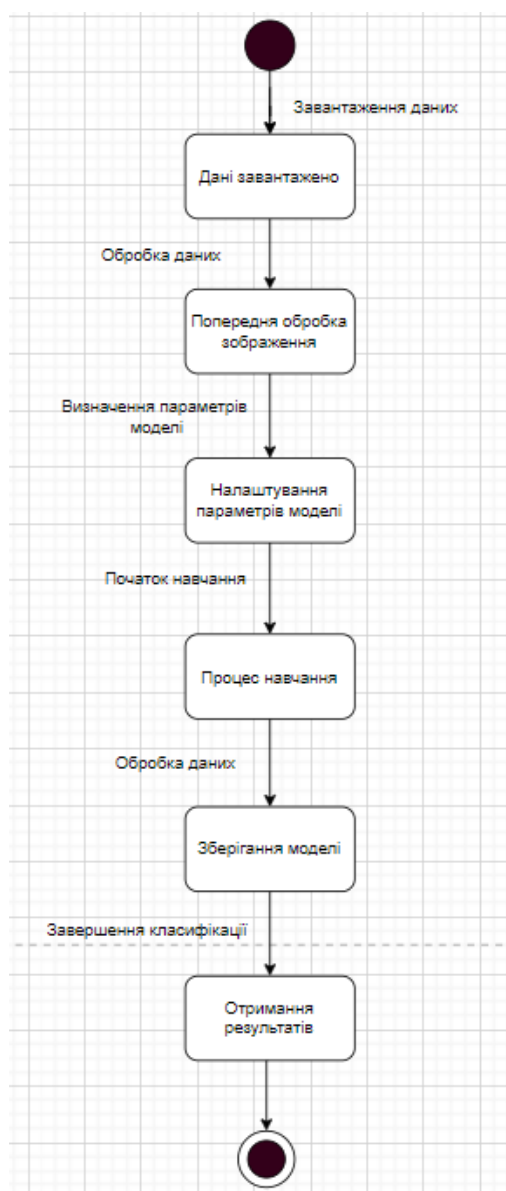 Завантаження даних
Дані завантажено
Обробка даних
Попередня обробка
зображення
Визначення параметрів
моделі
Налаштування
параметрів моделі
Початок навчання
Процес навчання
Обробка даних
Зберігання моделі
Завершення класифікації
Отримання
результатів